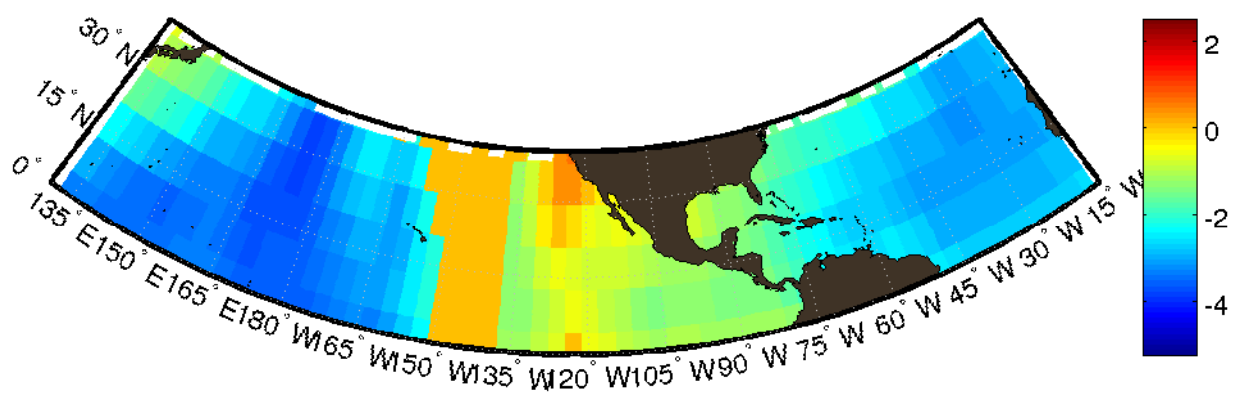 30° N
15° N
0°
135° E
150° E
165° E
180° W
165° W
150° W
135° W
120° W
105° W
90° W
75° W
60° W
45° W
30° W
15° W
2
0
-2
-4